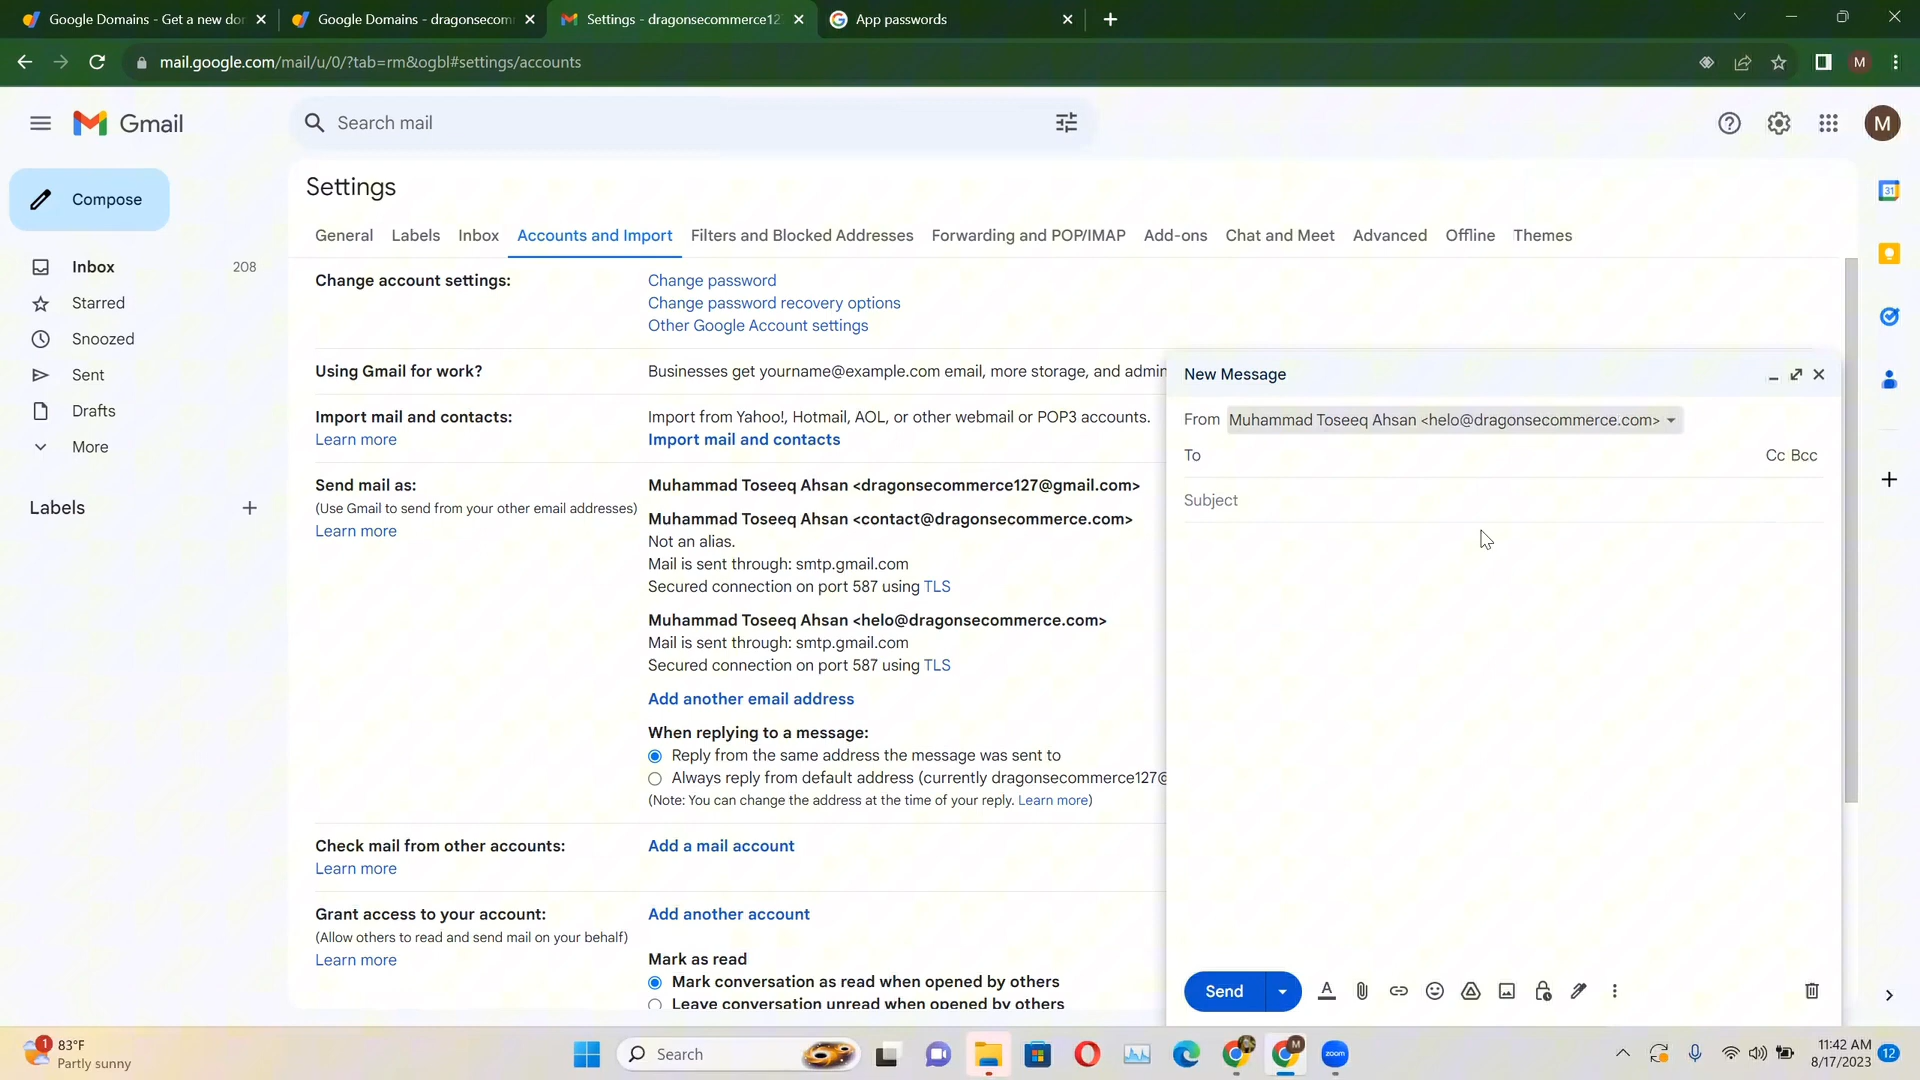 Google Domains - Get a new dor
Google Domains - dragonsecomm
Settings - dragonsecommerce12
App passwords
mail.google.com/mail/u/0/?tab=rm&ogbl#settings/accounts
M
Gmail
Search mail
M
Compose
Inbox 208
Starred
Snoozed
Sent
Drafts
More
Labels
Settings
General Labels Inbox Accounts and Import Filters and Blocked Addresses Forwarding and POP/IMAP Add-ons Chat and Meet Advanced Offline Themes
Change account settings:
Change password
Change password recovery options
Other Google Account settings
Using Gmail for work?
Businesses get yourname@example.com email, more storage, and admin
Import mail and contacts:
Learn more
Import from Yahoo!, Hotmail, AOL, or other webmail or POP3 accounts.
Import mail and contacts
Send mail as:
(Use Gmail to send from your other email addresses)
Learn more
Muhammad Toseeq Ahsan <dragonsecommerce127@gmail.com>
Muhammad Toseeq Ahsan <contact@dragonsecommerce.com>
Not an alias.
Mail is sent through: smtp.gmail.com
Secured connection on port 587 using TLS
Muhammad Toseeq Ahsan <helo@dragonsecommerce.com>
Mail is sent through: smtp.gmail.com
Secured connection on port 587 using TLS
Add another email address
When replying to a message:
Reply from the same address the message was sent to
Always reply from default address (currently dragonsecommerce127@
(Note: You can change the address at the time of your reply. Learn more)
Check mail from other accounts:
Learn more
Add a mail account
Grant access to your account:
(Allow others to read and send mail on your behalf)
Learn more
Add another account
Mark as read
Mark conversation as read when opened by others
Leave conversation unread when opened by others
New Message
From Muhammad Toseeq Ahsan <helo@dragonsecommerce.com>
To
Cc Bcc
Subject
Send
31
1
83°F
Partly sunny
Search
M
zoom
11:42 AM
8/17/2023
12